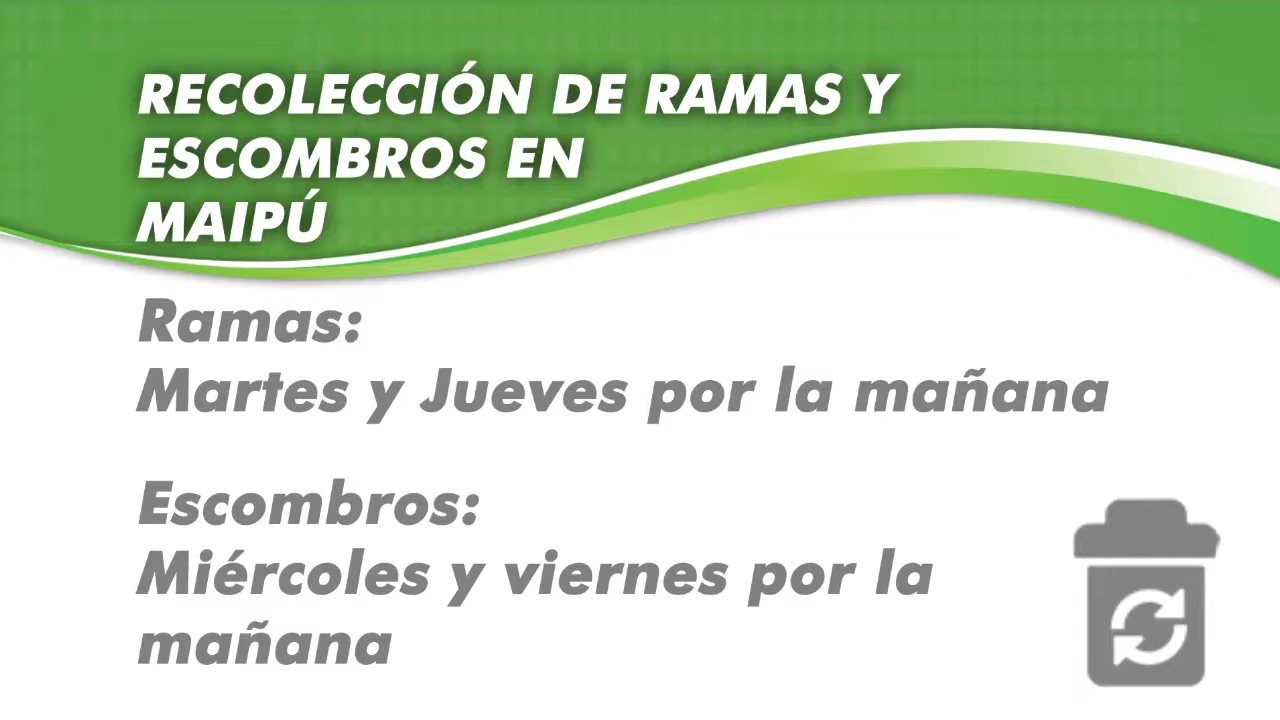 RECOLECCIÓN DE RAMAS Y
ESCOMBROS EN
MAIPÚ
Ramas:
Martes y Jueves por la mañana
Escombros:
Miércoles y viernes por la
mañana